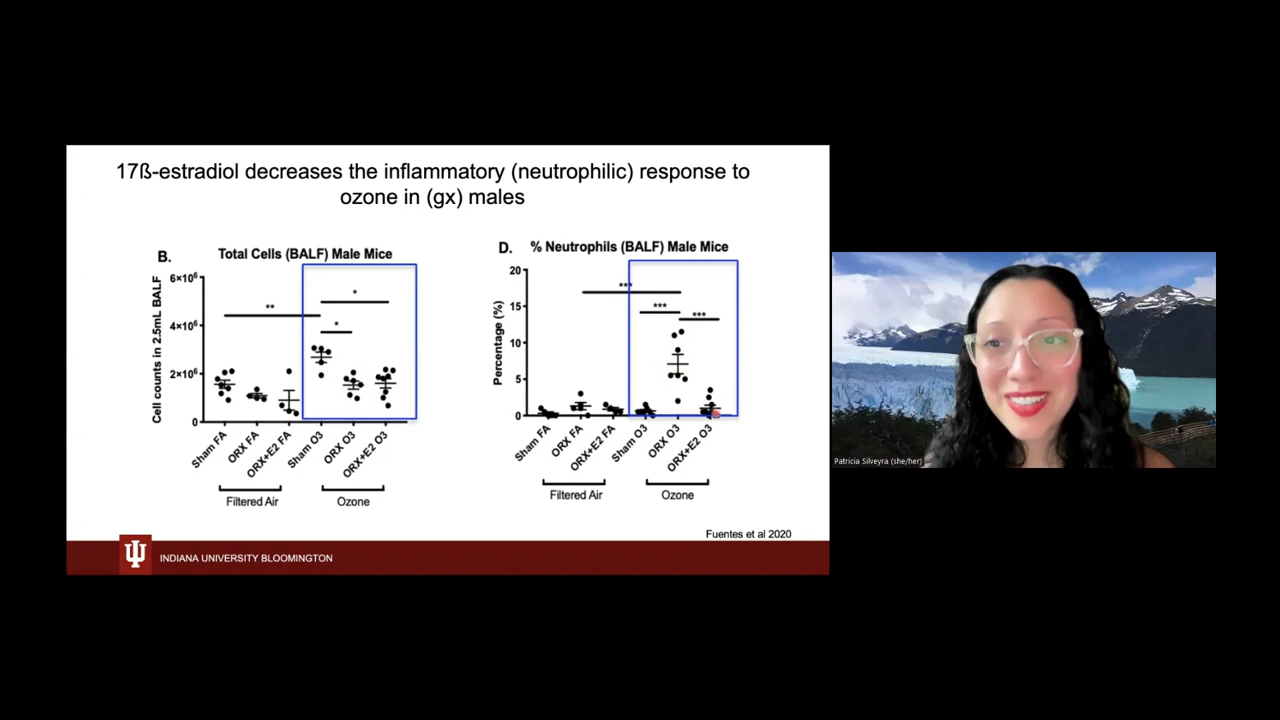 17ß-estradiol decreases the inflammatory (neutrophilic) response to
ozone in (gx) males
B.
Total Cells (BALF) Male Mice
Cell counts in 2.5mL BALF
6×10⁶
4×10⁶
2×10⁶
0
**
*
*
Sham FA
ORX FA
ORX+E2 FA
Sham O3
ORX O3
ORX+E2 O3
Filtered Air
Ozone
D.
% Neutrophils (BALF) Male Mice
Percentage (%)
20
15
10
5
0
***
***
***
Sham FA
ORX FA
ORX+E2 FA
Sham O3
ORX O3
ORX+E2 O3
Filtered Air
Ozone
Fuentes et al 2020
INDIANA UNIVERSITY BLOOMINGTON
Patricia Silveyra (she/her)